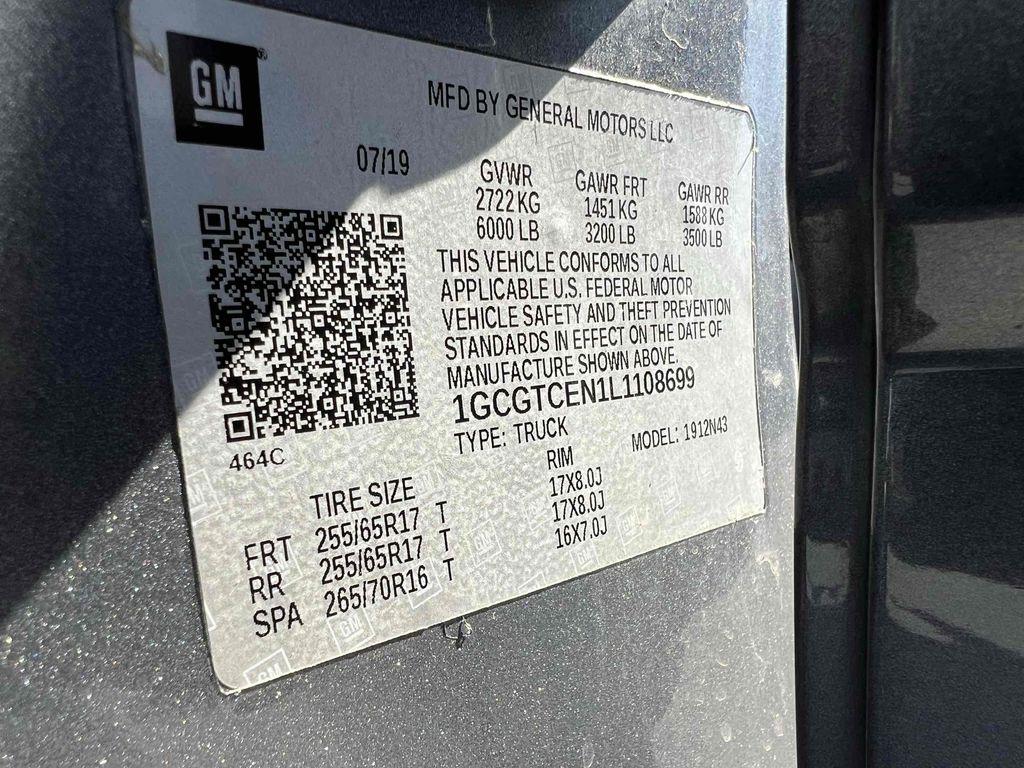 GM
MFD BY GENERAL MOTORS LLC
07/19
GVWR GAWR FRT GAWR RR
2722 KG 1451 KG 1588 KG
6000 LB 3200 LB 3500 LB
THIS VEHICLE CONFORMS TO ALL
APPLICABLE U.S. FEDERAL MOTOR
VEHICLE SAFETY AND THEFT PREVENTION
STANDARDS IN EFFECT ON THE DATE OF
MANUFACTURE SHOWN ABOVE.
1GCGTCEN1L1108699
TYPE: TRUCK MODEL: 1912N43
464C
TIRE SIZE RIM
FRT 255/65R17 T 17X8.0J
RR 255/65R17 T 17X8.0J
SPA 265/70R16 T 16X7.0J